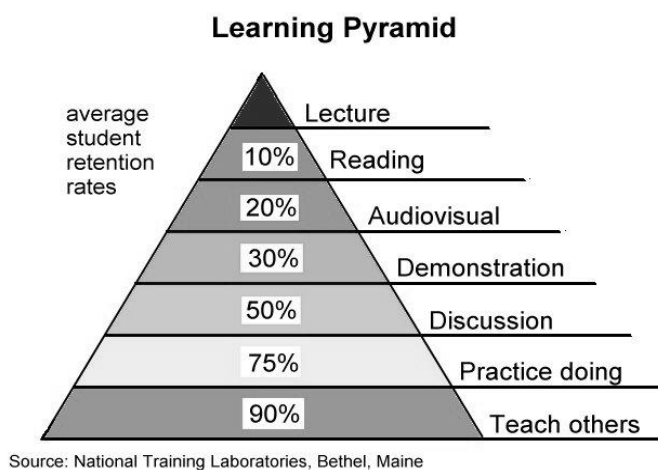 Learning Pyramid
average
student
retention
rates
Lecture
10% Reading
20% Audiovisual
30% Demonstration
50% Discussion
75% Practice doing
90% Teach others
Source: National Training Laboratories, Bethel, Maine